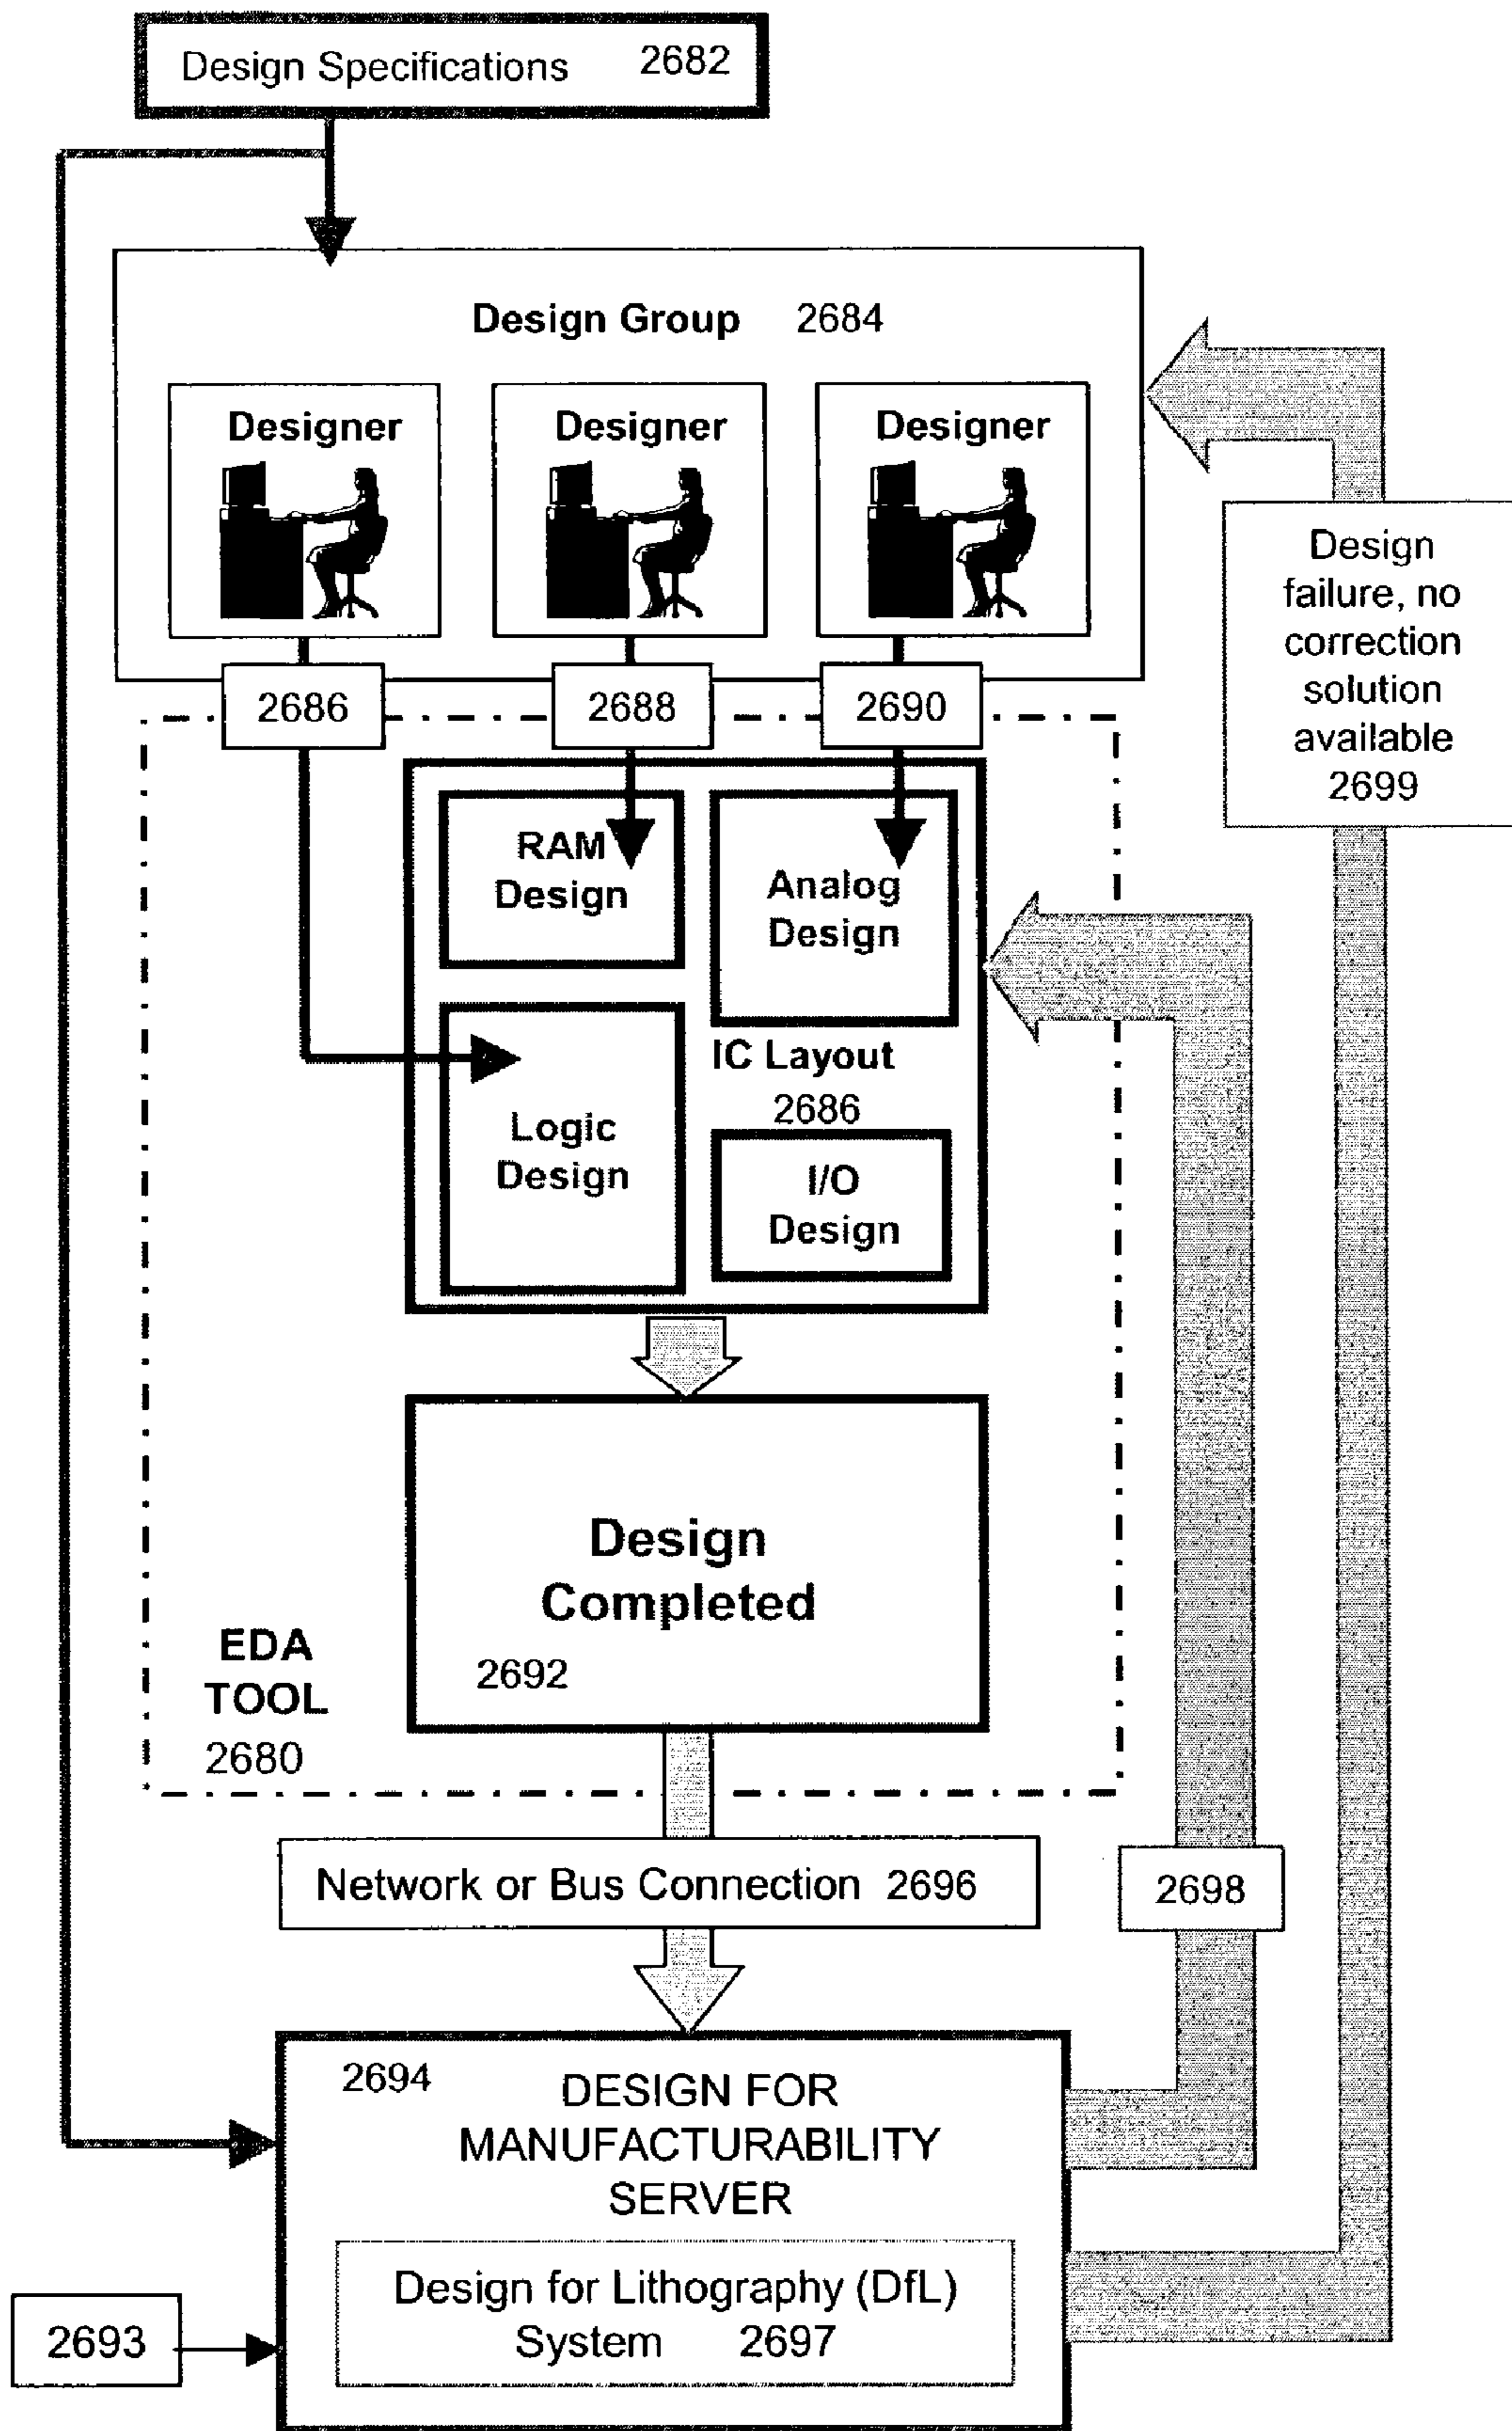 Design Specifications 2682
Design Group 2684
Designer
Designer
Designer
2686
2688
2690
Design
failure, no
correction
solution
available
2699
RAM
Design
Analog
Design
IC Layout
2686
Logic
Design
I/O
Design
Design
Completed
2692
EDA
TOOL
2680
Network or Bus Connection 2696
2698
2694
DESIGN FOR
MANUFACTURABILITY
SERVER
Design for Lithography (DfL)
System 2697
2693